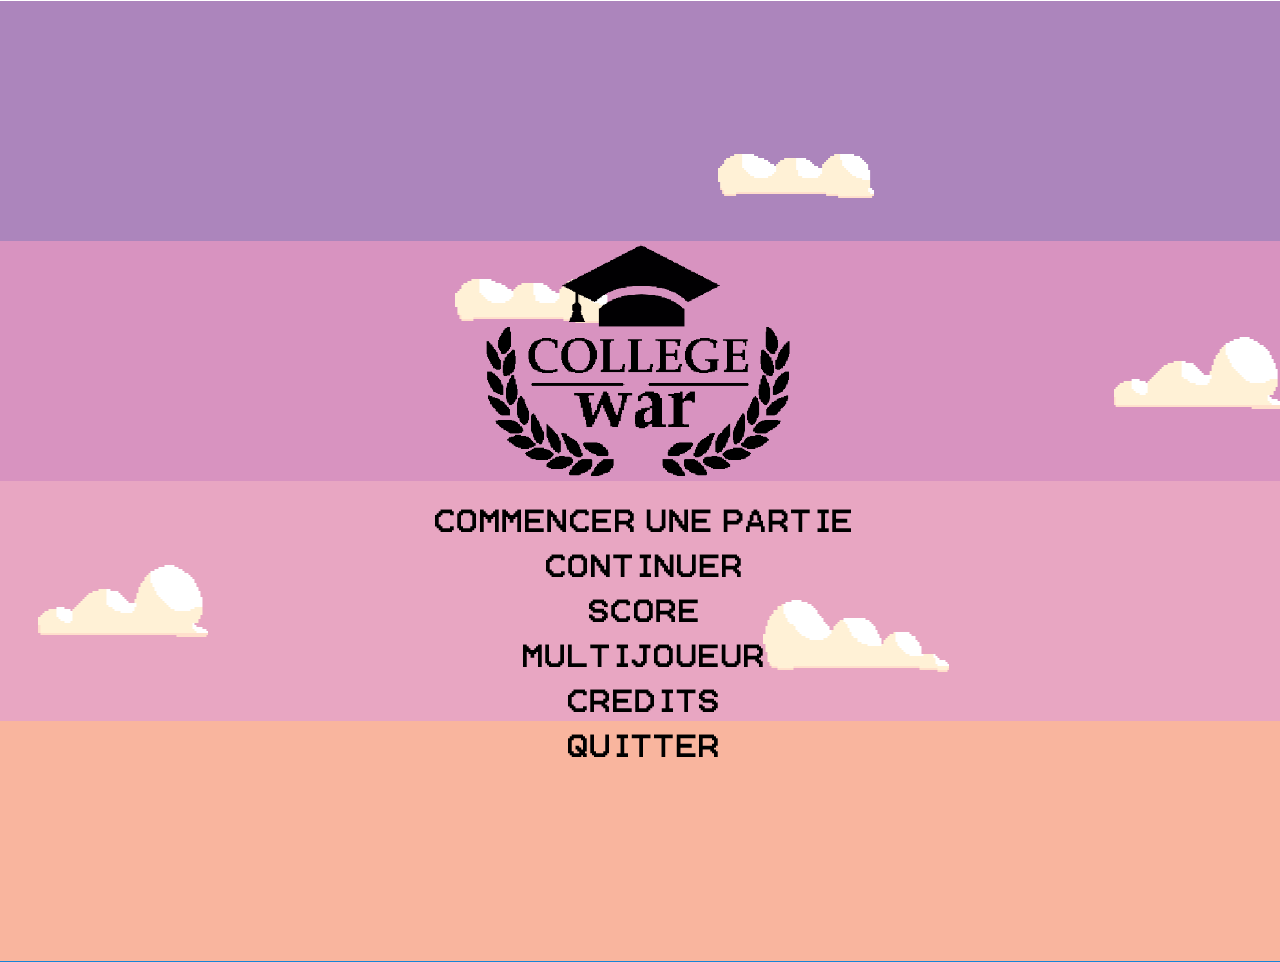 COLLEGE
war
COMMENCER UNE PARTIE
CONTINUER
SCORE
MULTIJOUEUR
CREDITS
QUITTER